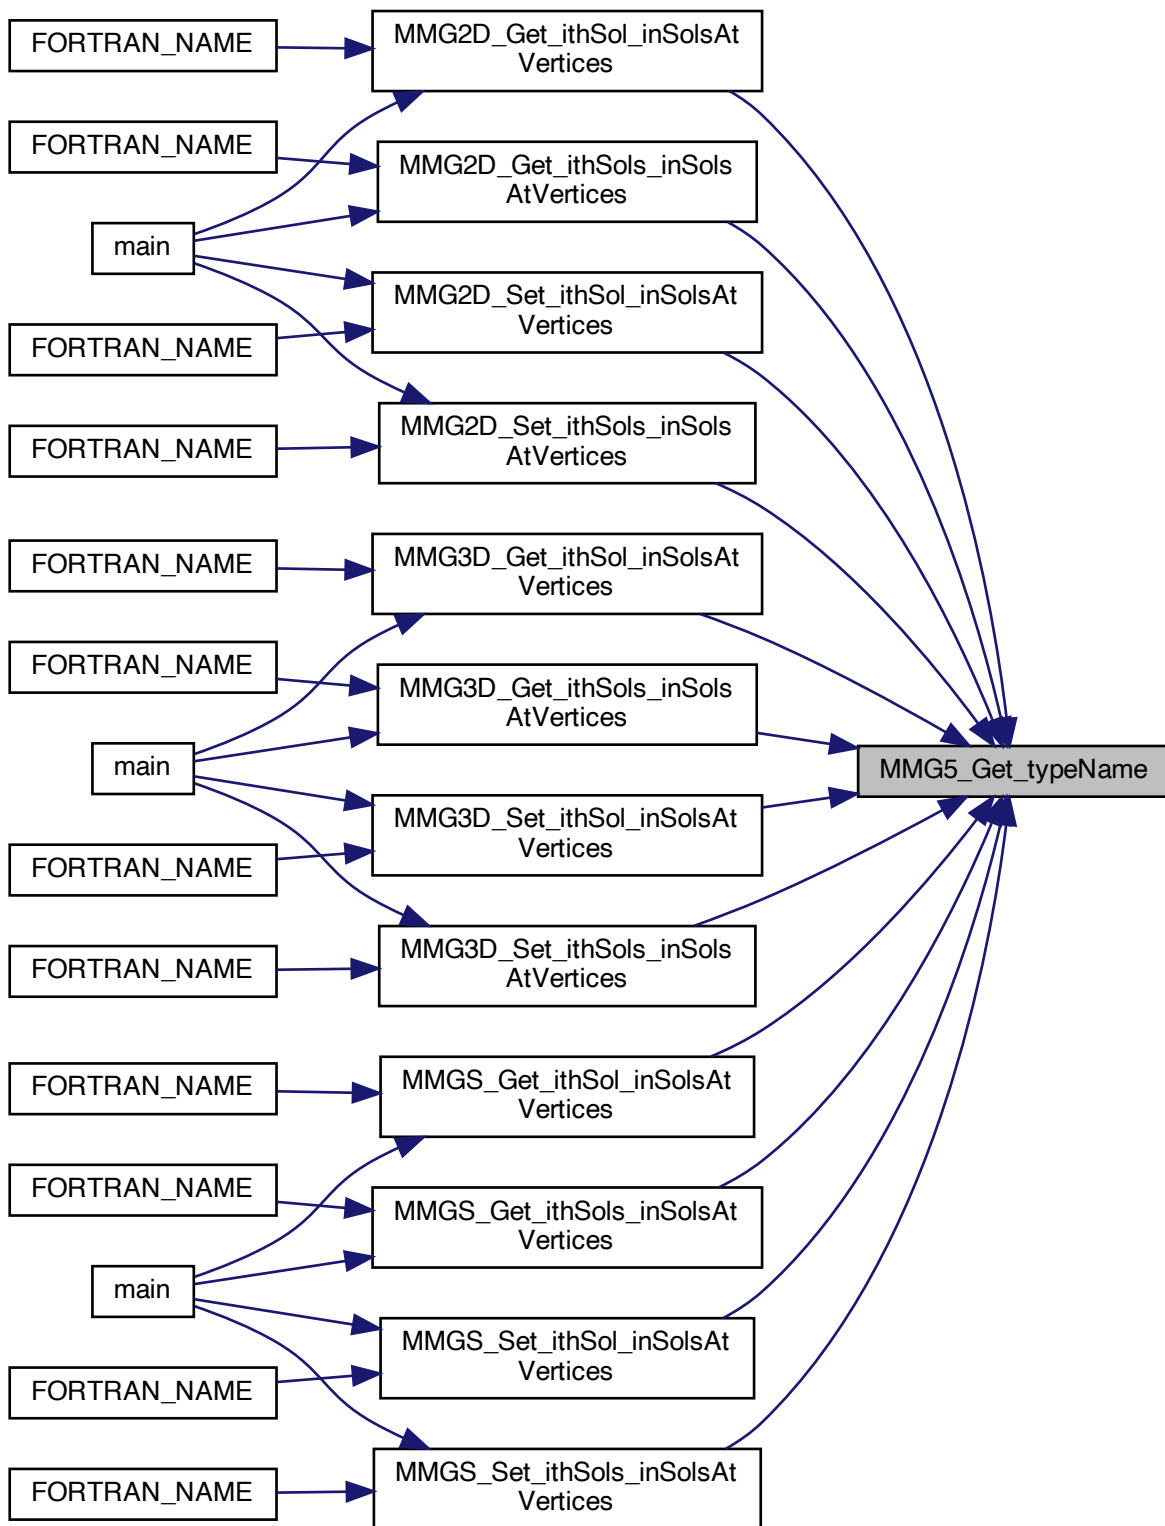 FORTRAN_NAME
MMG2D_Get_ithSol_inSolsAt
Vertices
FORTRAN_NAME
MMG2D_Get_ithSols_inSols
AtVertices
main
MMG2D_Set_ithSol_inSolsAt
Vertices
FORTRAN_NAME
MMG2D_Set_ithSols_inSols
AtVertices
FORTRAN_NAME
FORTRAN_NAME
MMG3D_Get_ithSol_inSolsAt
Vertices
FORTRAN_NAME
MMG3D_Get_ithSols_inSols
AtVertices
main
MMG5_Get_typeName
MMG3D_Set_ithSol_inSolsAt
Vertices
FORTRAN_NAME
MMG3D_Set_ithSols_inSols
AtVertices
FORTRAN_NAME
FORTRAN_NAME
MMGS_Get_ithSol_inSolsAt
Vertices
FORTRAN_NAME
MMGS_Get_ithSols_inSolsAt
Vertices
main
MMGS_Set_ithSol_inSolsAt
Vertices
FORTRAN_NAME
MMGS_Set_ithSols_inSolsAt
Vertices
FORTRAN_NAME